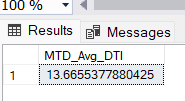 100 %
Results Messages
MTD_Avg_DTI
1 13.6655377880425